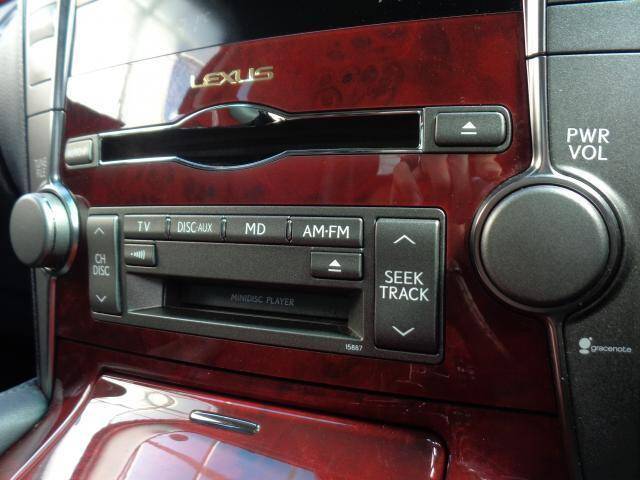 LEXUS
PWR
VOL
TV DISC·AUX MD AM·FM
CH
DISC
SEEK
TRACK
MINIDISC PLAYER
15887
gracenote